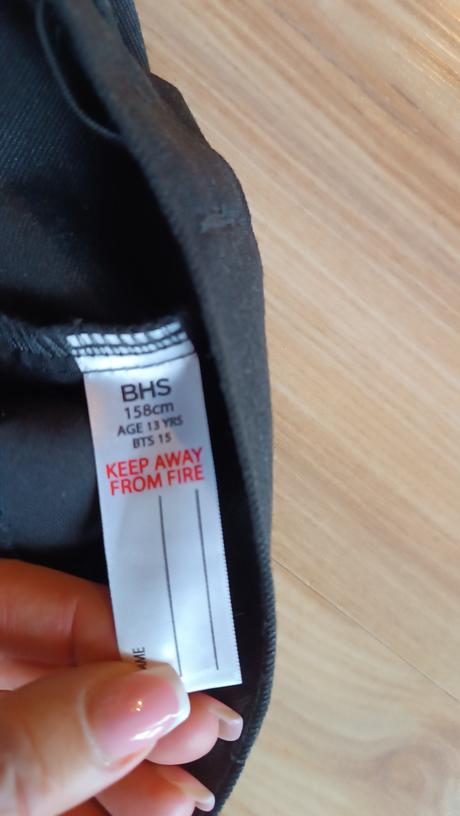 BHS
158cm
AGE 13 YRS
BTS 15
KEEP AWAY
FROM FIRE